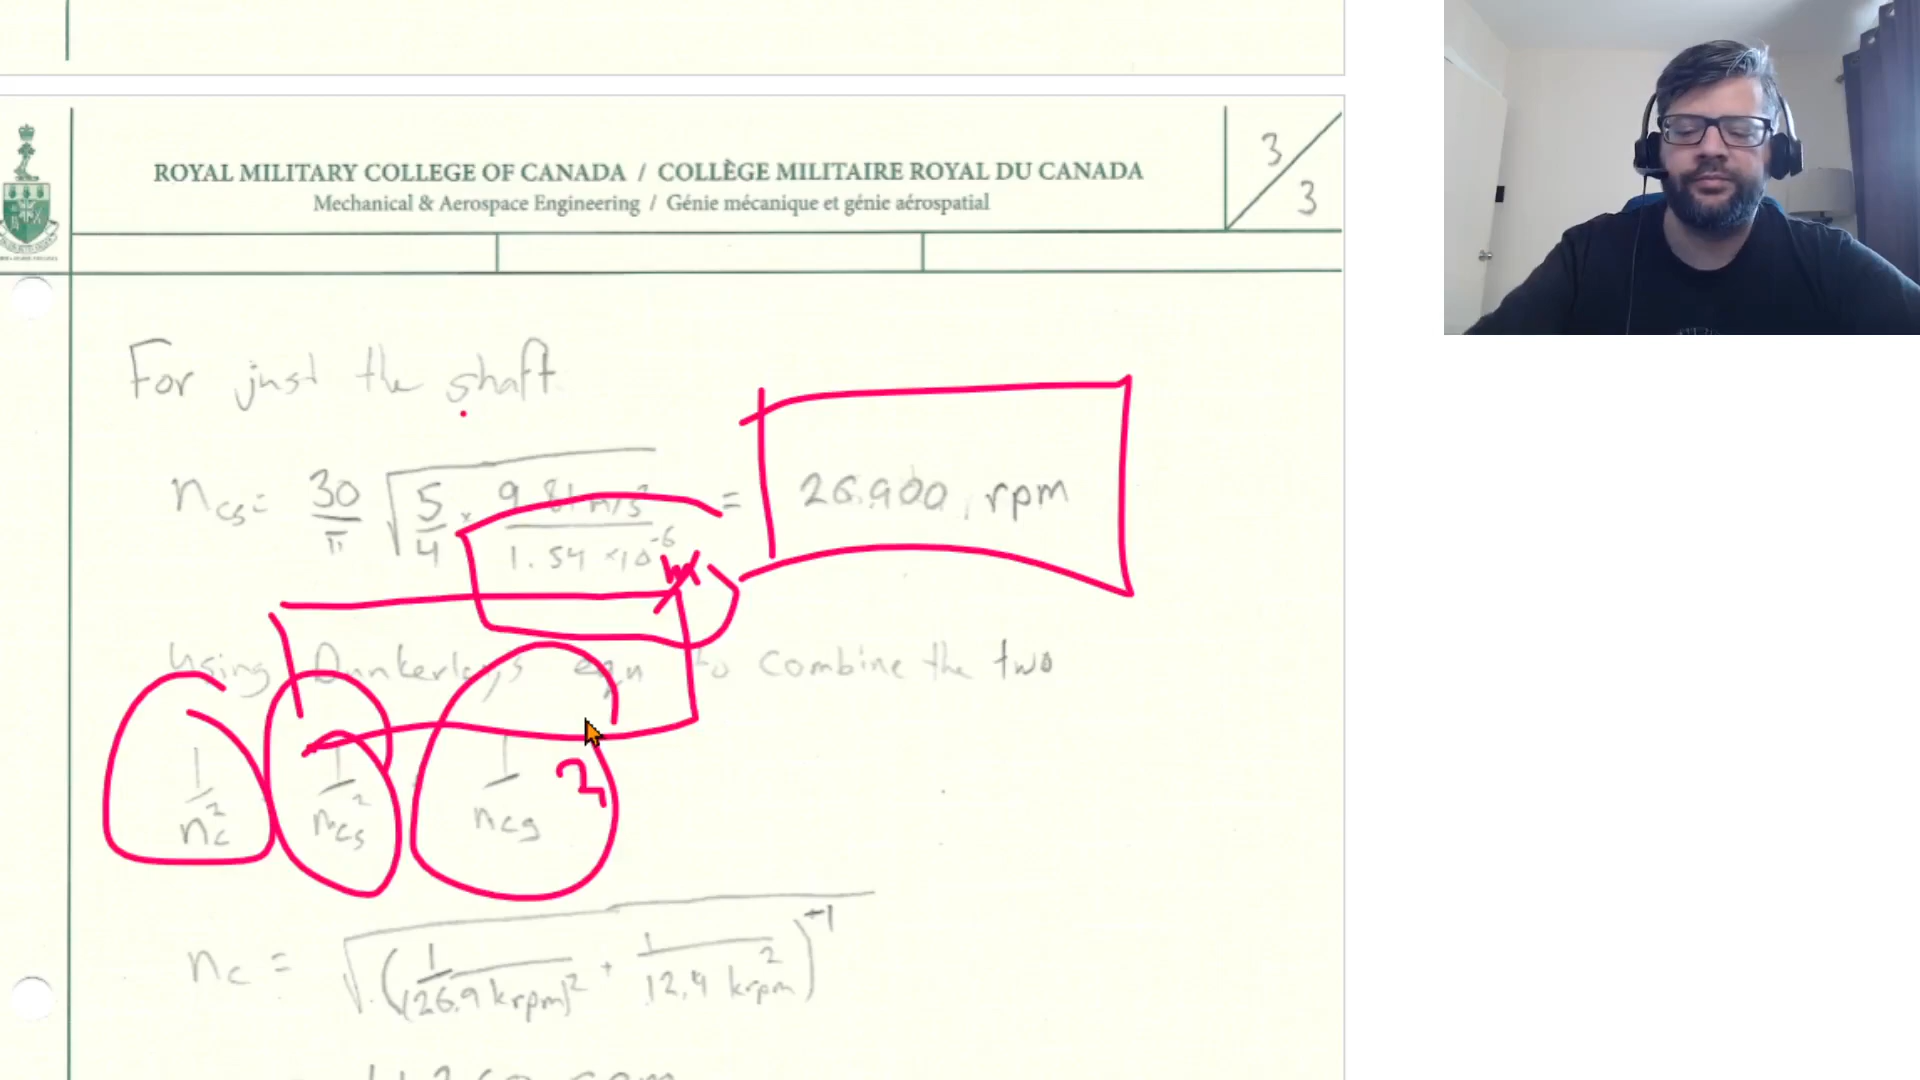 ROYAL MILITARY COLLEGE OF CANADA / COLLÈGE MILITAIRE ROYAL DU CANADA
Mechanical & Aerospace Engineering / Génie mécanique et génie aérospatial
3/3
For just the shaft
n_cs = 30/π √(5/4 × 9.81 m/s²/1.54 ×10^-6 m) = 26,900 rpm
Using Dunkerley's eqn to combine the two
1/n_c² 1/n_cs² 1/n_cg 2
n_c = √(1/(26.9 krpm)² + 1/12.4 krpm²)^-1